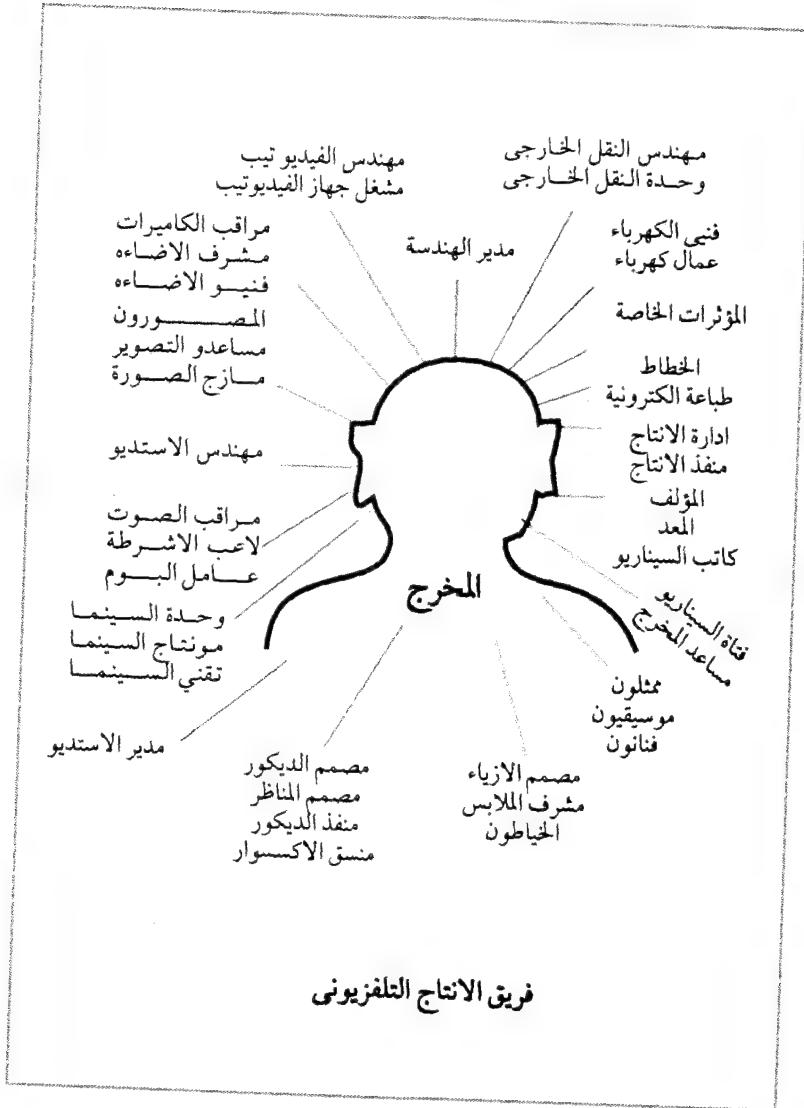 مهندس النقل الخارجى
وحدة النقل الخارجى
مهندس الفيديو تيب
مشغل جهاز الفيديوتيب
فنيى الكهرباء
عمال كهرباء
مدير الهندسة
مراقب الكاميرات
مشرف الاضاءه
فنيو الاضاءه
المصورون
مساعدو التصوير
مازج الصورة
المؤثرات الخاصة
الخطاط
طباعة الكترونية
ادارة الانتاج
منفذ الانتاج
مهندس الاستديو
المؤلف
المعد
كاتب السيناريو
مراقب الصوت
لاعب الاشرطة
عامل البوم
المخرج
فتاة السيناريو
مساعد المخرج
وحدة السينما
مونتاج السينما
تقني السينما
ممثلون
موسيقيون
فنانون
مدير الاستديو
مصمم الازياء
مشرف الملابس
الخياطون
مصمم الديكور
مصمم المناظر
منفذ الديكور
منسق الاكسسوار
فريق الانتاج التلفزيونى